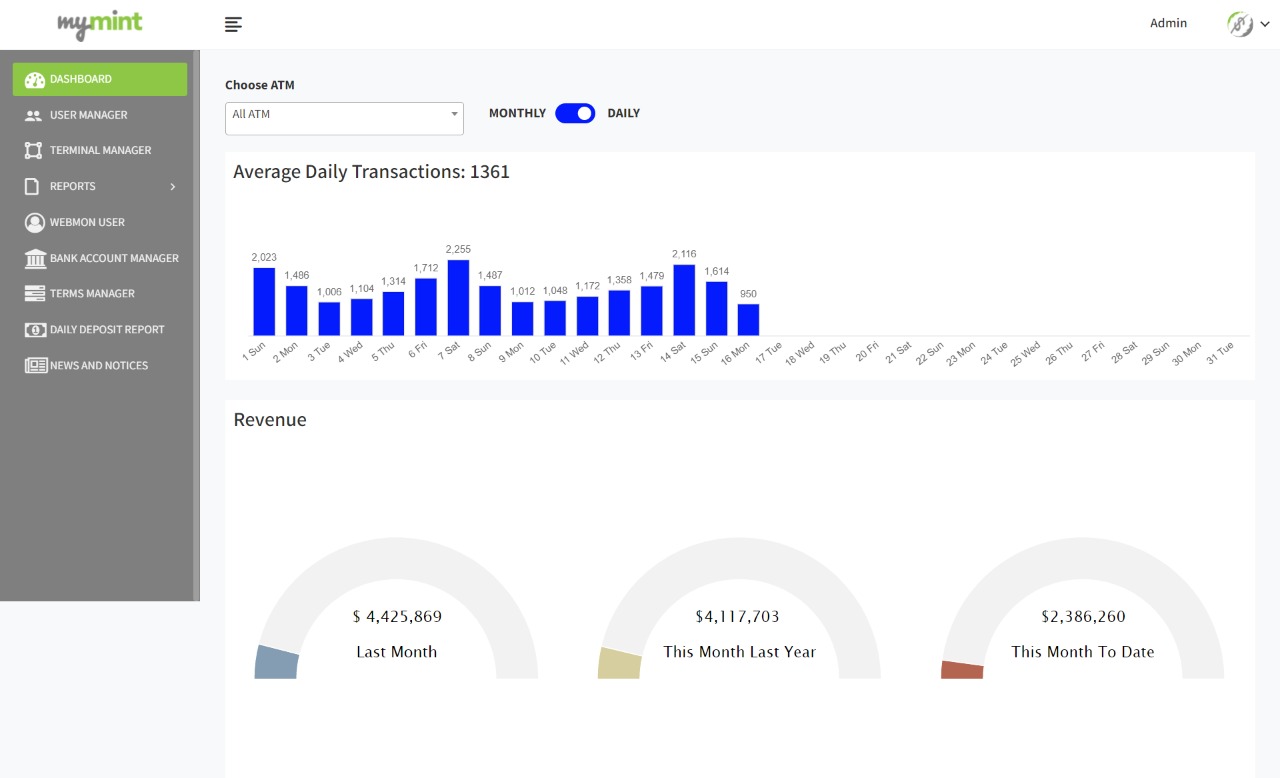 mymint
Admin
DASHBOARD
USER MANAGER
TERMINAL MANAGER
REPORTS
WEBMON USER
BANK ACCOUNT MANAGER
TERMS MANAGER
DAILY DEPOSIT REPORT
NEWS AND NOTICES
Choose ATM
All ATM
MONTHLY DAILY
Average Daily Transactions: 1361
2,023 1,486 1,006 1,104 1,314 1,712 2,255 1,487 1,012 1,048 1,172 1,358 1,479 2,116 1,614 950
1 Sun 2 Mon 3 Tue 4 Wed 5 Thu 6 Fri 7 Sat 8 Sun 9 Mon 10 Tue 11 Wed 12 Thu 13 Fri 14 Sat 15 Sun 16 Mon 17 Tue 18 Wed 19 Thu 20 Fri 21 Sat 22 Sun 23 Mon 24 Tue 25 Wed 26 Thu 27 Fri 28 Sat 29 Sun 30 Mon 31 Tue
Revenue
$ 4,425,869
Last Month
$4,117,703
This Month Last Year
$2,386,260
This Month To Date